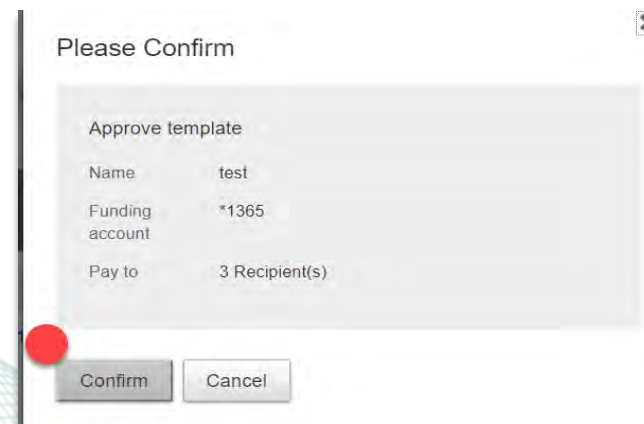 Please Confirm
Approve template
Name test
Funding account *1365
Pay to 3 Recipient(s)
Confirm Cancel